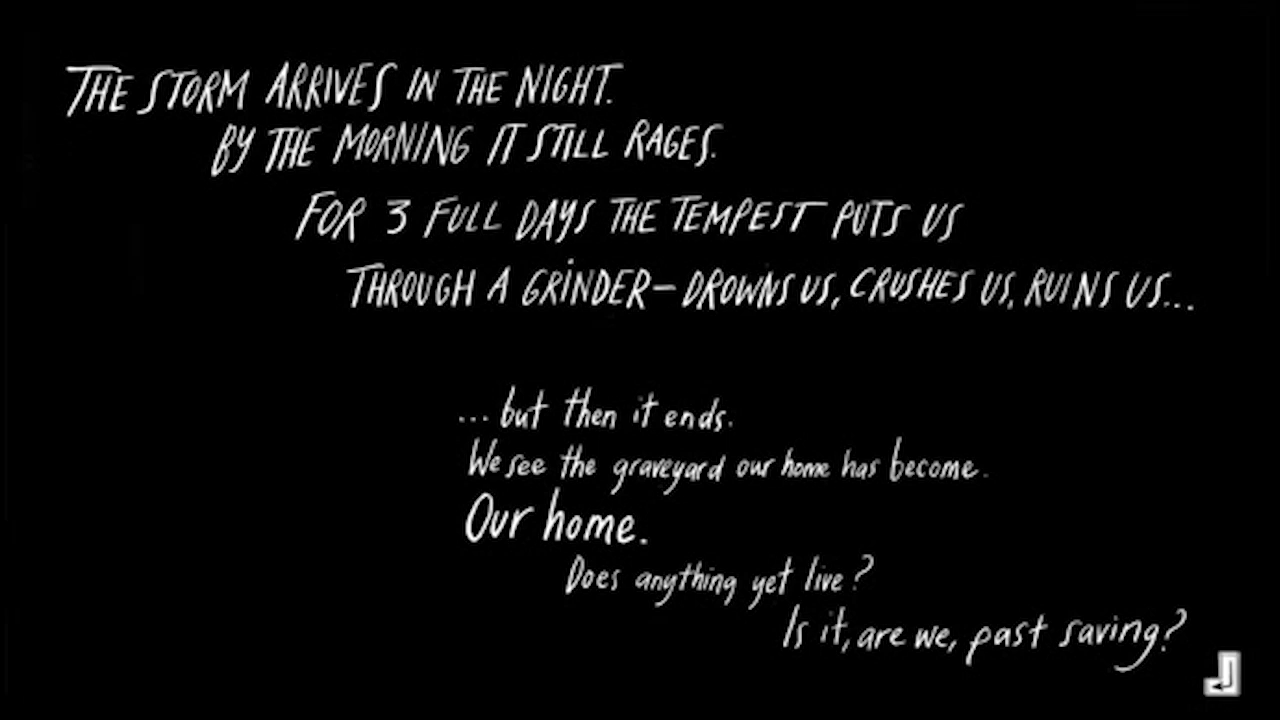 THE STORM ARRIVES IN THE NIGHT.
BY THE MORNING IT STILL RAGES.
FOR 3 FULL DAYS THE TEMPEST PUTS US
THROUGH A GRINDER—DROWNS US, CRUSHES US, RUINS US...
... but then it ends.
We see the graveyard our home has become.
Our home.
Does anything yet live?
Is it, are we, past saving?